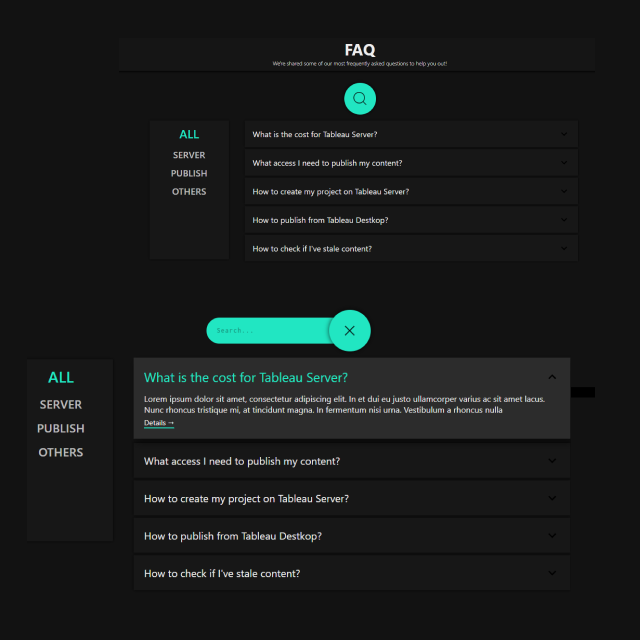 FAQ
We're shared some of our most frequently asked questions to help you out!
ALL
SERVER
PUBLISH
OTHERS
What is the cost for Tableau Server?
What access I need to publish my content?
How to create my project on Tableau Server?
How to publish from Tableau Destkop?
How to check if I've stale content?
Search...
ALL
SERVER
PUBLISH
OTHERS
What is the cost for Tableau Server?
Lorem ipsum dolor sit amet, consectetur adipiscing elit. In et dui eu justo ullamcorper varius ac sit amet lacus.
Nunc rhoncus tristique mi, at tincidunt magna. In fermentum nisi urna. Vestibulum a rhoncus nulla
Details →
What access I need to publish my content?
How to create my project on Tableau Server?
How to publish from Tableau Destkop?
How to check if I've stale content?